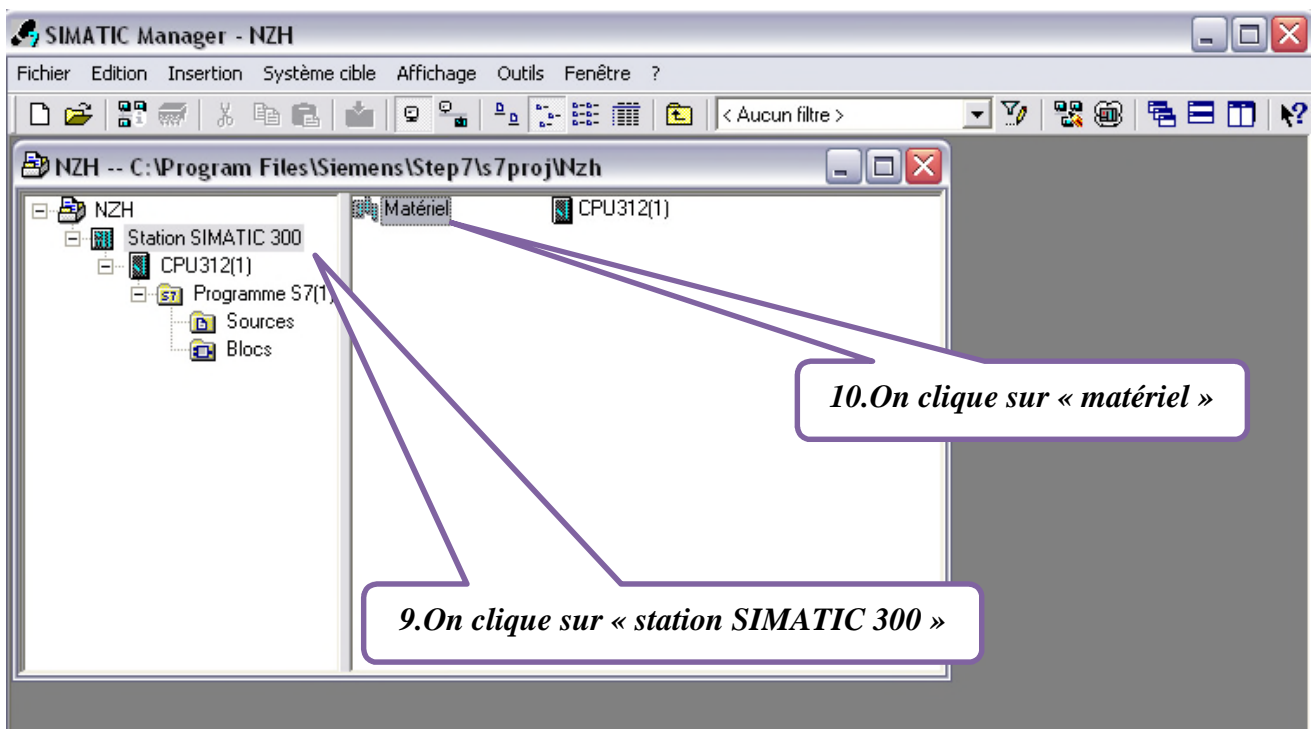 SIMATIC Manager - NZH
Fichier Edition Insertion Système cible Affichage Outils Fenêtre ?
< Aucun filtre >
NZH -- C:\Program Files\Siemens\Step7\s7proj\Nzh
NZH
Station SIMATIC 300
CPU312(1)
Programme S7(1)
Sources
Blocs
Matériel
CPU312(1)
10.On clique sur « matériel »
9.On clique sur « station SIMATIC 300 »